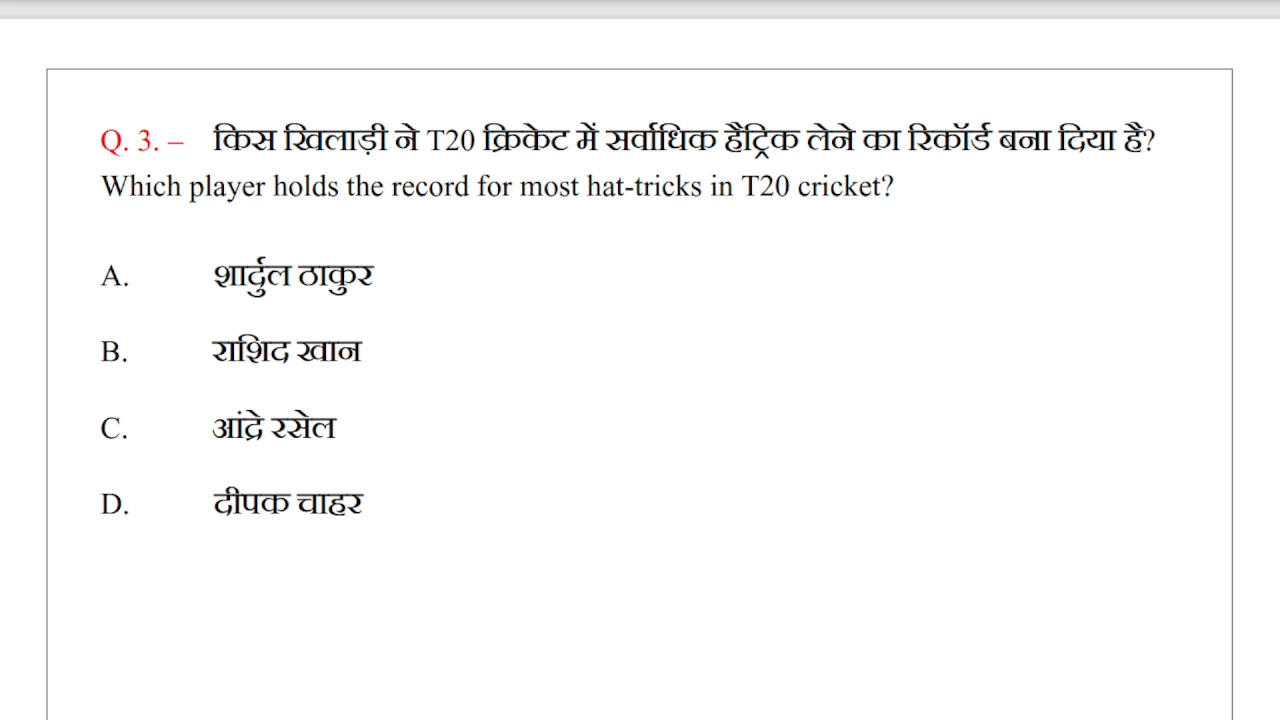 Q. 3. – किस खिलाड़ी ने T20 क्रिकेट में सर्वाधिक हैट्रिक लेने का रिकॉर्ड बना दिया है?
Which player holds the record for most hat-tricks in T20 cricket?
A. शार्दुल ठाकुर
B. राशिद खान
C. आंद्रे रसेल
D. दीपक चाहर